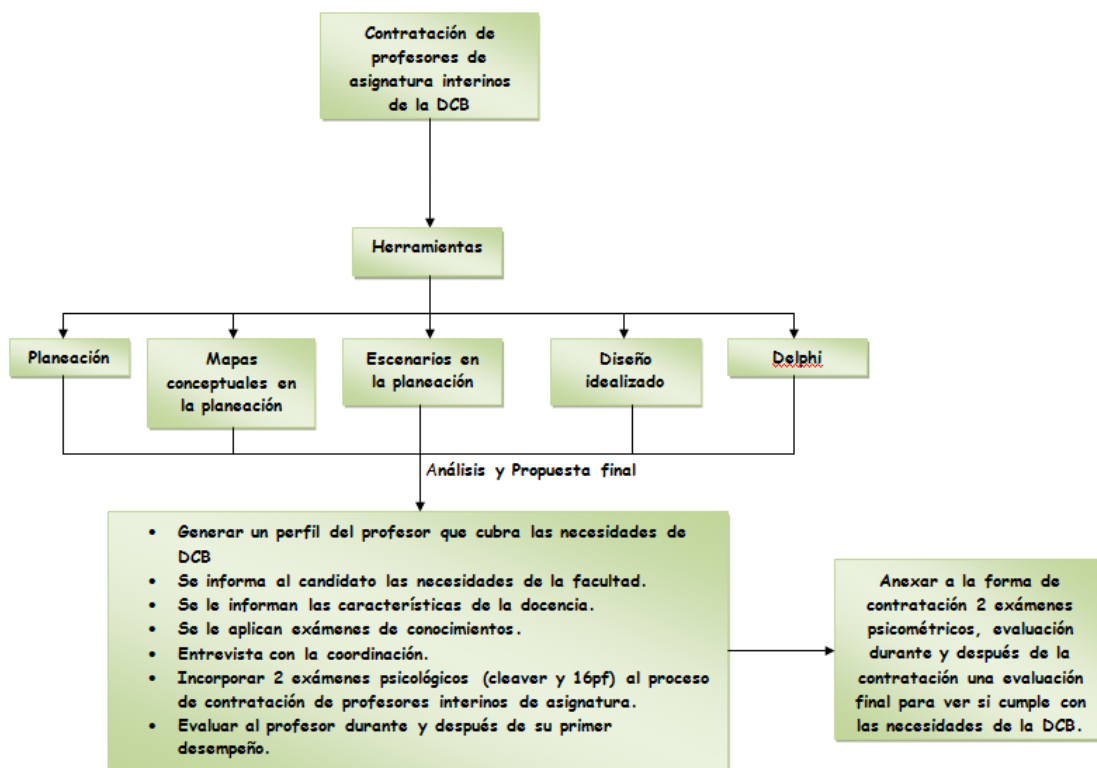 Contratación de
profesores de
asignatura interinos
de la DCB
Herramientas
Planeación
Mapas
conceptuales en
la planeación
Escenarios en
la planeación
Diseño
idealizado
Delphi
Análisis y Propuesta final
• Generar un perfil del profesor que cubra las necesidades de
DCB
• Se informa al candidato las necesidades de la facultad.
• Se le informan las características de la docencia.
• Se le aplican exámenes de conocimientos.
• Entrevista con la coordinación.
• Incorporar 2 exámenes psicológicos (cleaver y 16pf) al proceso
de contratación de profesores interinos de asignatura.
• Evaluar al profesor durante y después de su primer
desempeño.
Anexar a la forma de
contratación 2 exámenes
psicométricos, evaluación
durante y después de la
contratación una evaluación
final para ver si cumple con
las necesidades de la DCB.